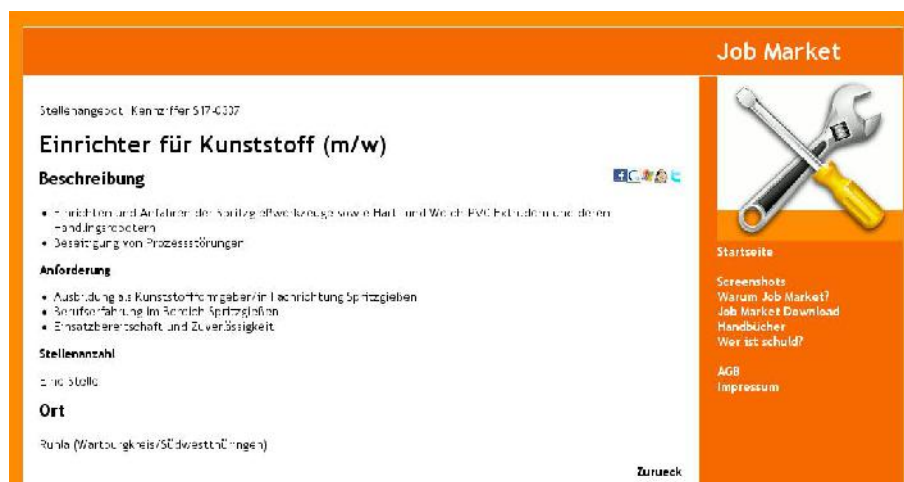 Job Market
Stellenangebot Kennziffer S17-0337
Einrichter für Kunststoff (m/w)
Beschreibung
Einrichten und Anfahren der Spritzgießwerkzeuge sowie Hart- und Weich-PVC Extrudern und deren
Handlingsrobotern
Beseitigung von Prozessstörungen
Anforderung
Ausbildung als Kunststoffformgeber/in Fachrichtung Spritzgießen
Berufserfahrung im Bereich Spritzgießen
Einsatzbereitschaft und Zuverlässigkeit
Stellenanzahl
Eine Stelle
Ort
Ruhla (Wartburgkreis/Südwestthüringen)
Zurueck
Startseite
Screenshots
Warum Job Market?
Job Market Download
Handbücher
Wer ist schuld?
AGB
Impressum